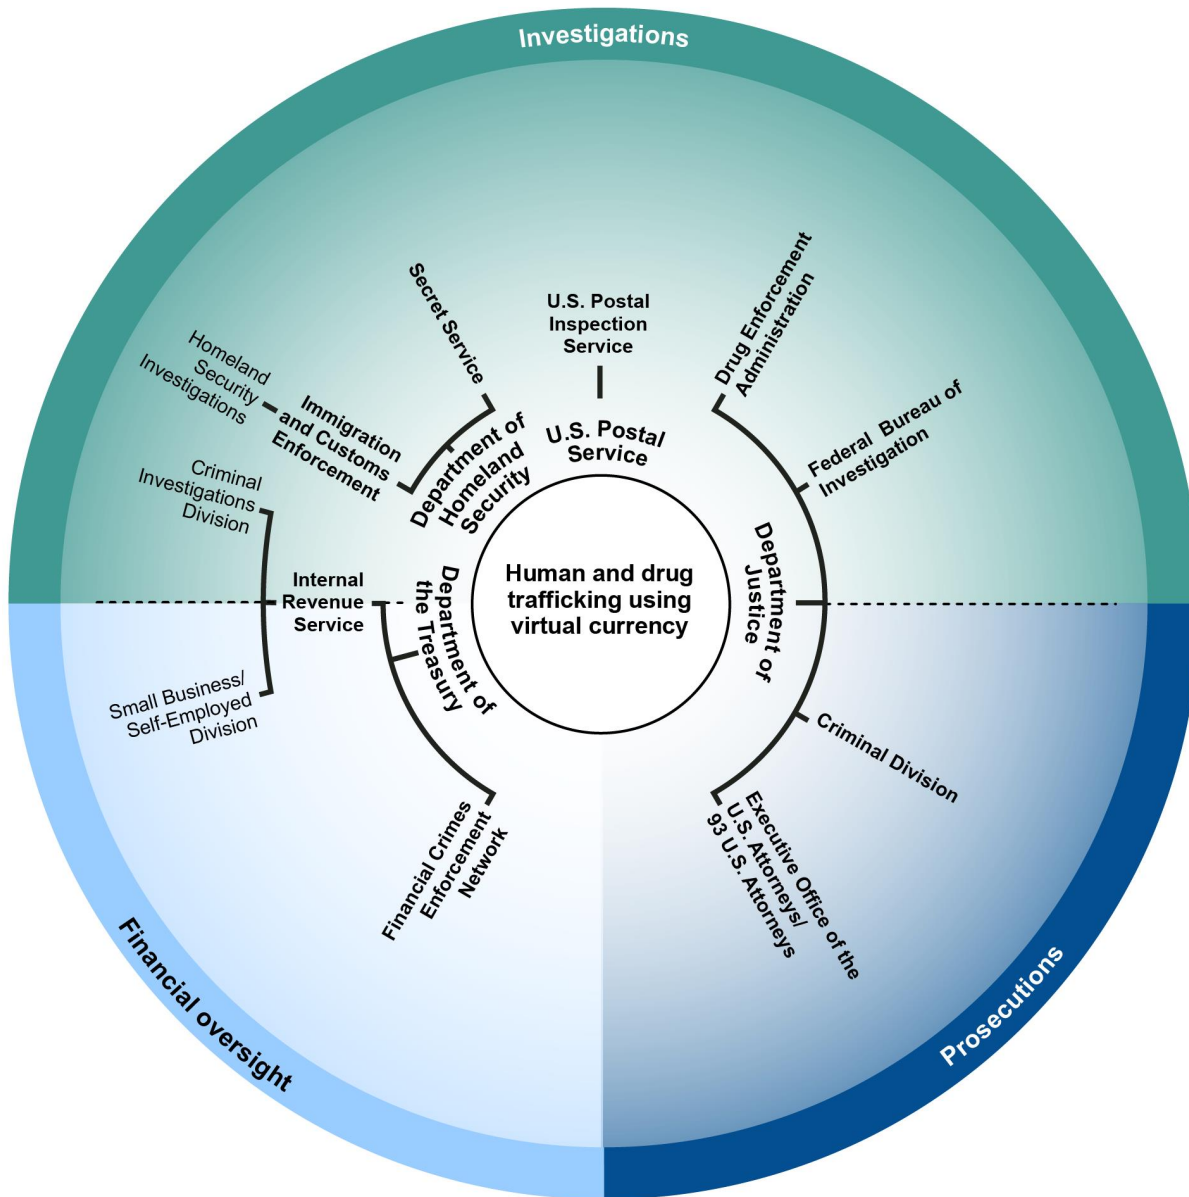 Investigations
Secret Service
U.S. Postal
Inspection
Service
Drug Enforcement
Administration
Homeland
Security
Investigations
Immigration
and Customs
Enforcement
Department of
Homeland
Security
U.S. Postal
Service
Federal Bureau of
Investigation
Criminal
Investigations
Division
Internal
Revenue
Service
Department of
the Treasury
Human and drug
trafficking using
virtual currency
Department of
Justice
Small Business/
Self-Employed
Division
Criminal Division
Financial Crimes
Enforcement
Network
Executive Office of the
U.S. Attorneys/
93 U.S. Attorneys
Financial oversight
Prosecutions